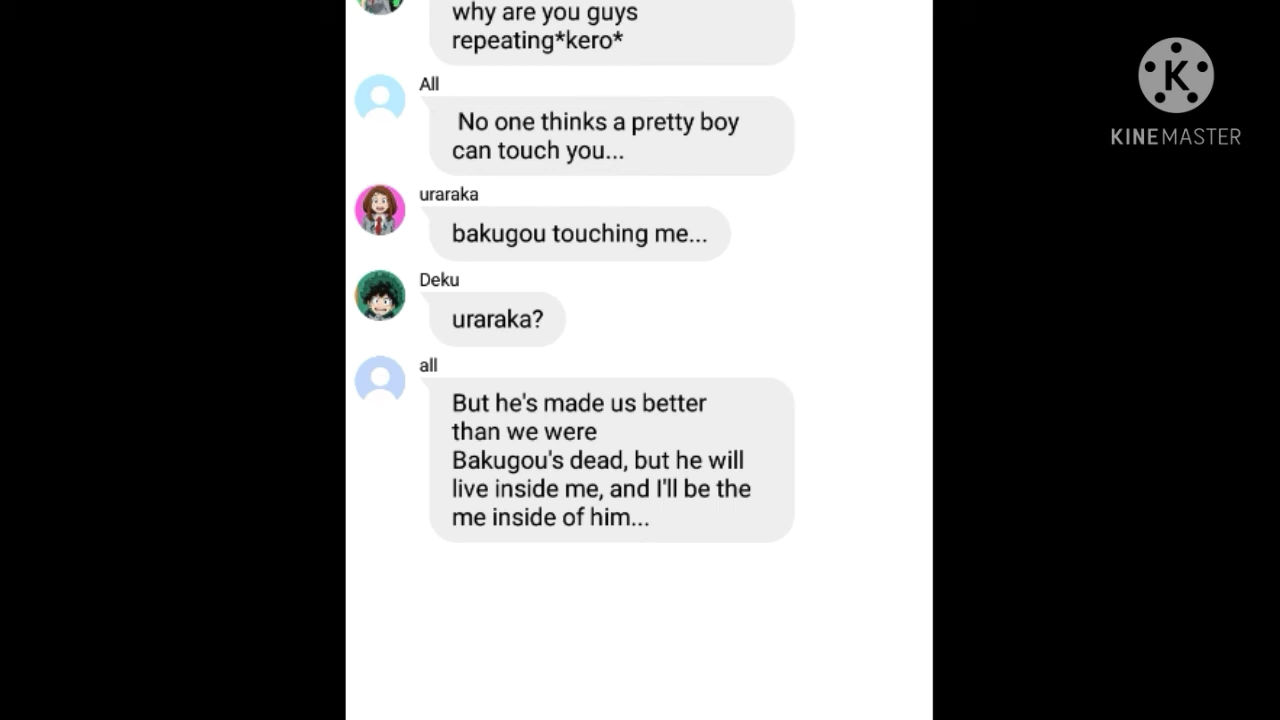 why are you guys
repeating*kero*
All
No one thinks a pretty boy
can touch you...
uraraka
bakugou touching me...
Deku
uraraka?
all
But he's made us better
than we were
Bakugou's dead, but he will
live inside me, and I'll be the
me inside of him...
K
KINEMASTER